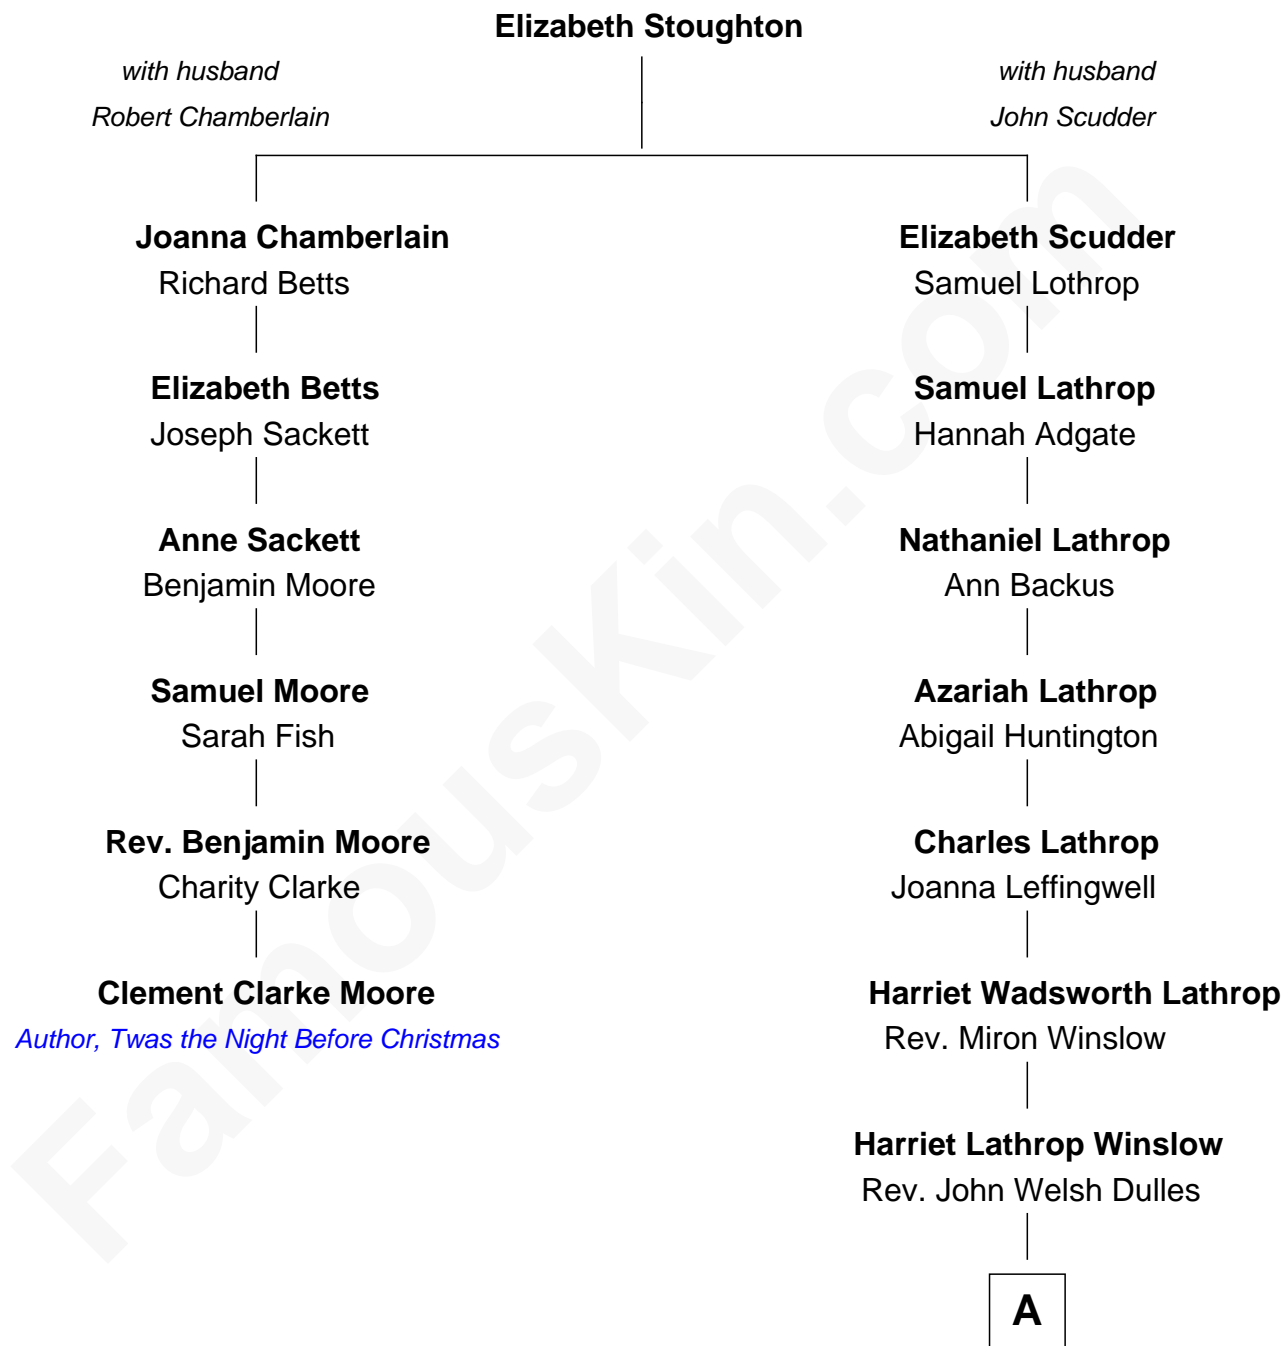 Elizabeth Stoughton
with husband
Robert Chamberlain
with husband
John Scudder
Joanna Chamberlain
Richard Betts
Elizabeth Betts
Joseph Sackett
Anne Sackett
Benjamin Moore
Samuel Moore
Sarah Fish
Rev. Benjamin Moore
Charity Clarke
Clement Clarke Moore
Author, Twas the Night Before Christmas
Elizabeth Scudder
Samuel Lothrop
Samuel Lathrop
Hannah Adgate
Nathaniel Lathrop
Ann Backus
Azariah Lathrop
Abigail Huntington
Charles Lathrop
Joanna Leffingwell
Harriet Wadsworth Lathrop
Rev. Miron Winslow
Harriet Lathrop Winslow
Rev. John Welsh Dulles
A
FamousKin.com